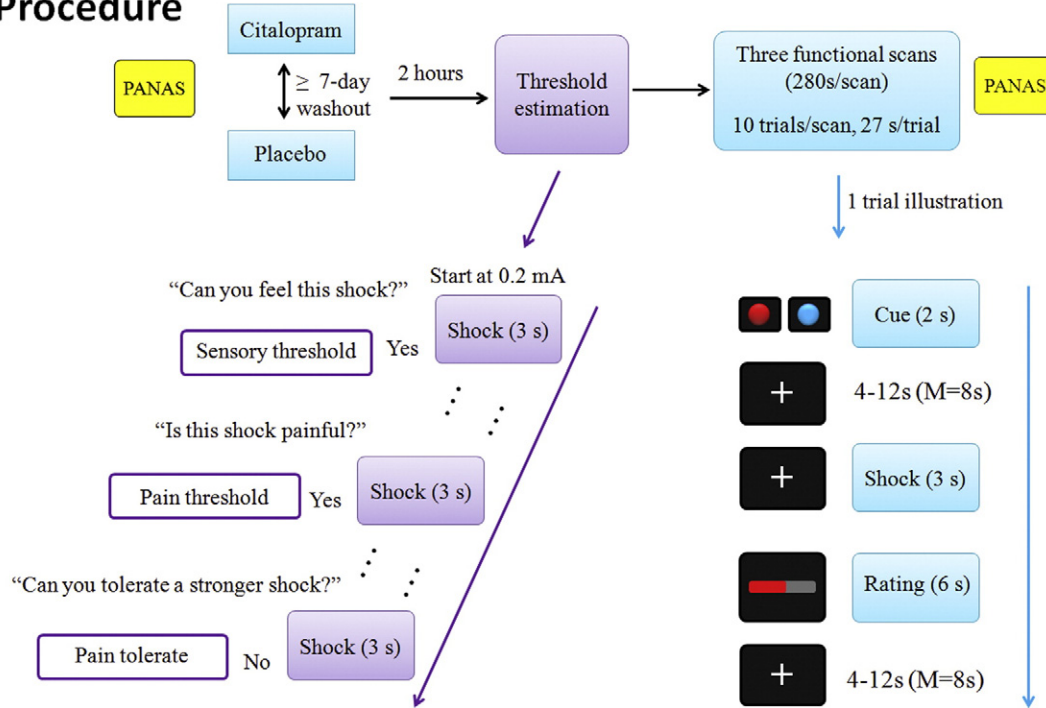 Procedure
PANAS
Citalopram
≥ 7-day
washout
Placebo
2 hours
Threshold
estimation
Three functional scans
(280s/scan)
10 trials/scan, 27 s/trial
PANAS
1 trial illustration
Start at 0.2 mA
“Can you feel this shock?”
Shock (3 s)
Sensory threshold
Yes
“Is this shock painful?”
Shock (3 s)
Pain threshold
Yes
“Can you tolerate a stronger shock?”
Shock (3 s)
Pain tolerate
No
Cue (2 s)
4-12s (M=8s)
Shock (3 s)
Rating (6 s)
4-12s (M=8s)